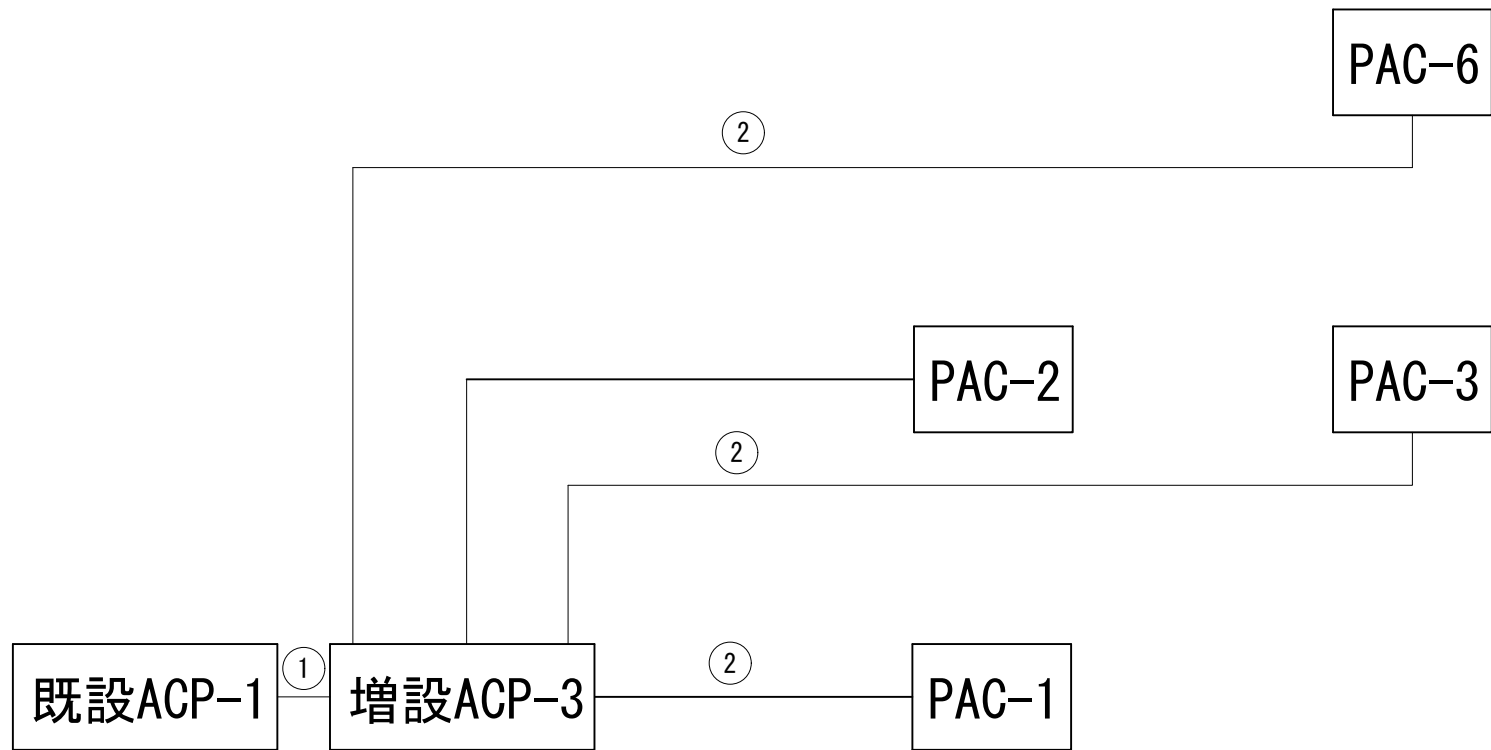 PAC-6
②
PAC-2
PAC-3
②
①
②
既設ACP-1
増設ACP-3
PAC-1